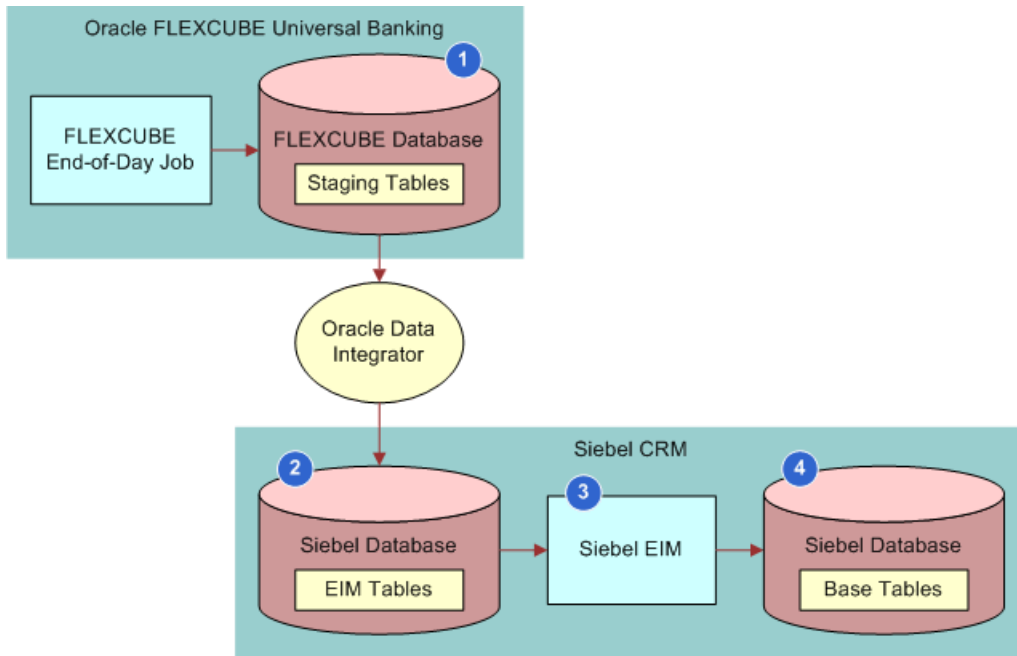 Oracle FLEXCUBE Universal Banking
1
FLEXCUBE
End-of-Day Job
FLEXCUBE Database
Staging Tables
Oracle Data
Integrator
Siebel CRM
2
3
4
Siebel Database
EIM Tables
Siebel EIM
Siebel Database
Base Tables